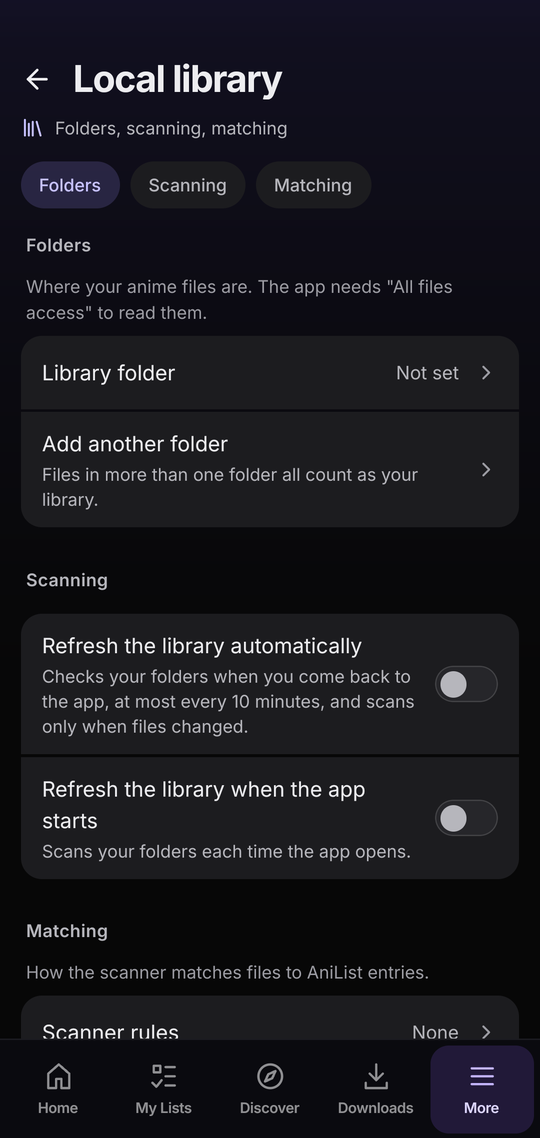 Local library
Folders, scanning, matching
Folders
Scanning
Matching
Folders
Where your anime files are. The app needs "All files
access" to read them.
Library folder
Not set
Add another folder
Files in more than one folder all count as your
library.
Scanning
Refresh the library automatically
Checks your folders when you come back to
the app, at most every 10 minutes, and scans
only when files changed.
Refresh the library when the app
starts
Scans your folders each time the app opens.
Matching
How the scanner matches files to AniList entries.
Scanner rules
None
Home
My Lists
Discover
Downloads
More